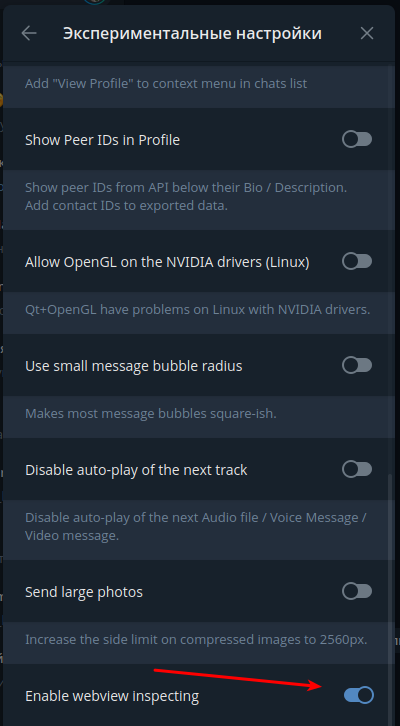 Экспериментальные настройки
Add "View Profile" to context menu in chats list
Show Peer IDs in Profile
Show peer IDs from API below their Bio / Description.
Add contact IDs to exported data.
Allow OpenGL on the NVIDIA drivers (Linux)
Qt+OpenGL have problems on Linux with NVIDIA drivers.
Use small message bubble radius
Makes most message bubbles square-ish.
Disable auto-play of the next track
Disable auto-play of the next Audio file / Voice Message /
Video message.
Send large photos
Increase the side limit on compressed images to 2560px.
Enable webview inspecting